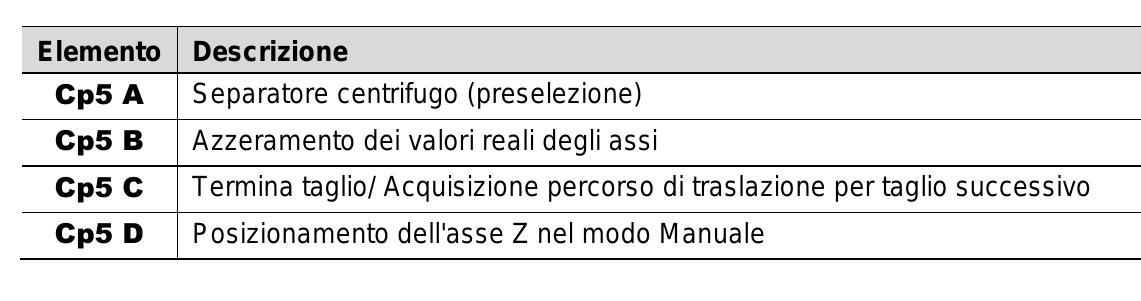 Elemento Descrizione
Cp5 A Separatore centrifugo (preselezione)
Cp5 B Azzeramento dei valori reali degli assi
Cp5 C Termina taglio/ Acquisizione percorso di traslazione per taglio successivo
Cp5 D Posizionamento dell'asse Z nel modo Manuale